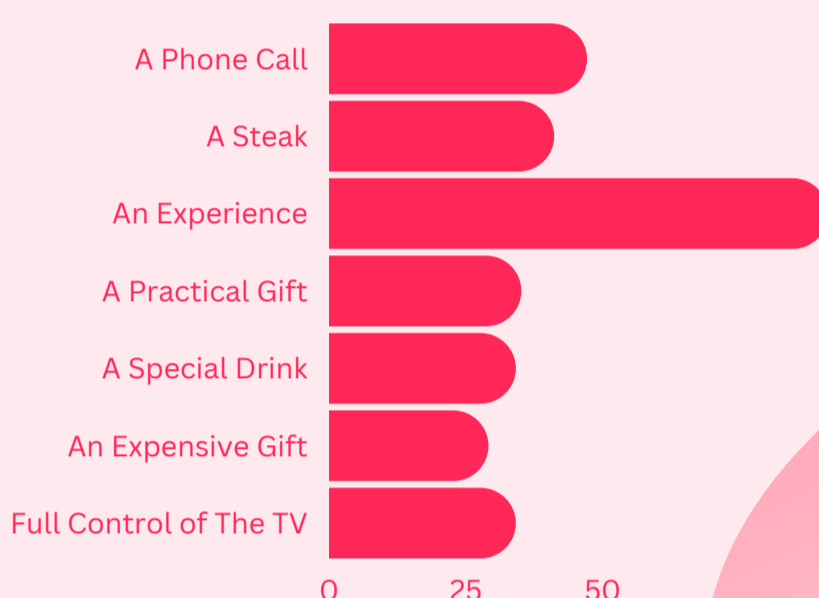 A Phone Call
A Steak
An Experience
A Practical Gift
A Special Drink
An Expensive Gift
Full Control of The TV
0 25 50